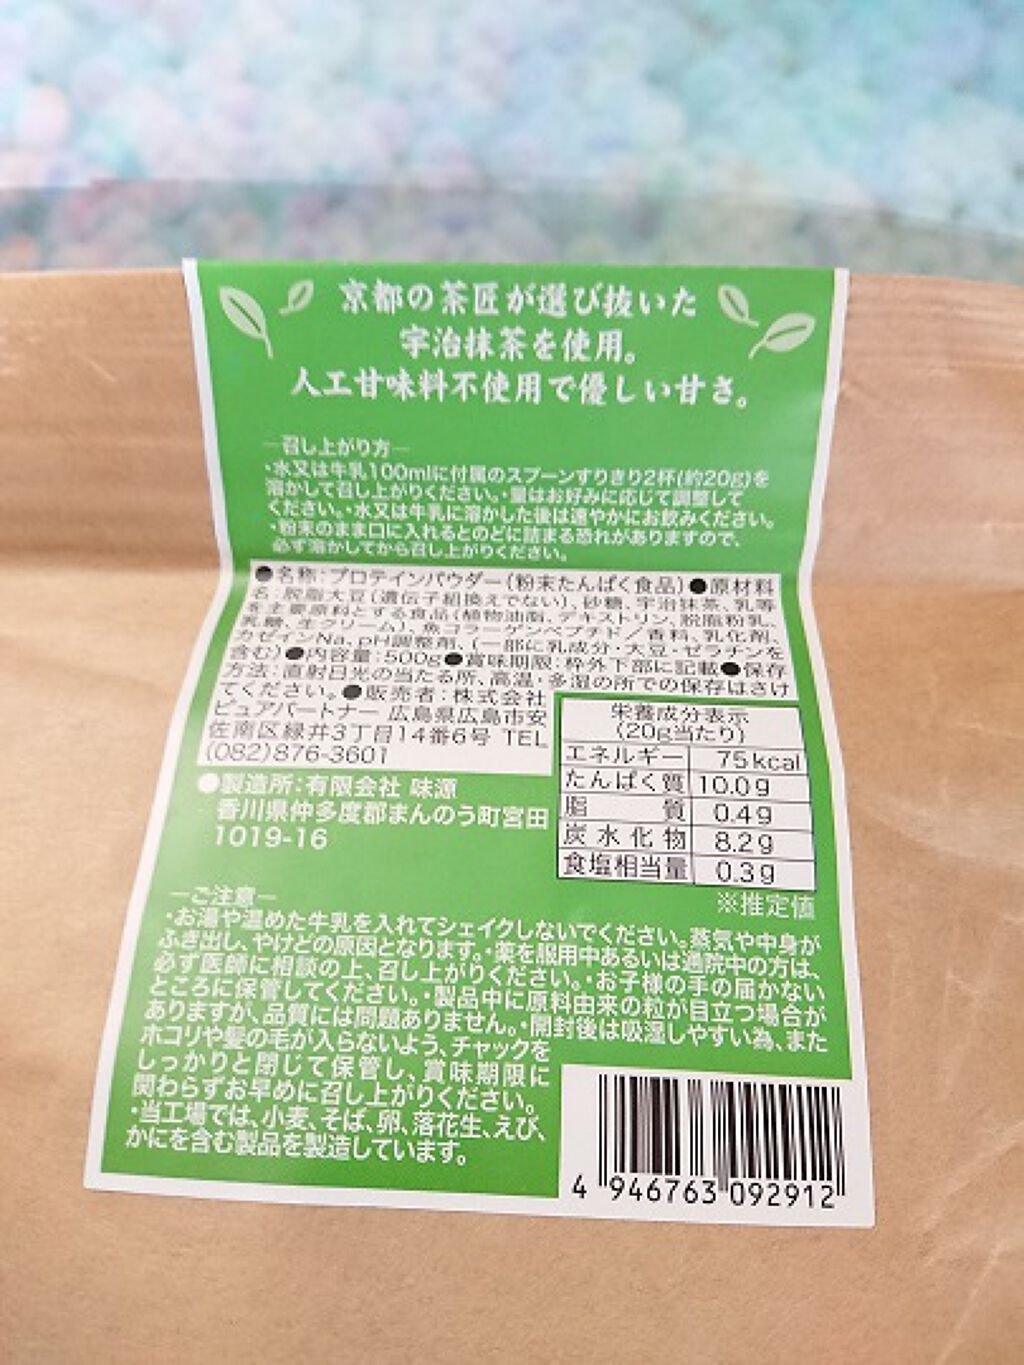 京都の茶匠が選び抜いた
宇治抹茶を使用。
人工甘味料不使用で優しい甘さ。
―召し上がり方―
・水又は牛乳100mlに付属のスプーンすりきり2杯(約20g)を
溶かして召し上がりください。・量はお好みに応じて調整して
ください。・水又は牛乳に溶かした後は速やかにお飲みください。
・粉末のまま口に入れるとのどに詰まる恐れがありますので、
必ず溶かしてから召し上がりください。
●名称:プロテインパウダー(粉末たんぱく食品)●原材料
名:脱脂大豆(遺伝子組換えでない)、砂糖、宇治抹茶、乳等
を主要原料とする食品(植物油脂、デキストリン、脱脂粉乳、
乳糖、生クリーム)、魚コラーゲンペプチド/香料、乳化剤、
カゼインNa、pH調整剤、(一部に乳成分・大豆・ゼラチンを
含む)●内容量:500g●賞味期限:枠外下部に記載●保存
方法:直射日光の当たる所、高温・多湿の所での保存はさけ
てください。●販売者:株式会社
ピュアパートナー 広島県広島市安
佐南区緑井3丁目14番6号 TEL
(082)876-3601
栄養成分表示
(20g当たり)
エネルギー 75kcal
たんぱく質 10.0g
脂質 0.4g
炭水化物 8.2g
食塩相当量 0.3g
※推定値
●製造所:有限会社 味源
香川県仲多度郡まんのう町宮田
1019-16
―ご注意―
・お湯や温めた牛乳を入れてシェイクしないでください。蒸気や中身が
ふき出し、やけどの原因となります。・薬を服用中あるいは通院中の方は、
必ず医師に相談の上、召し上がりください。・お子様の手の届かない
ところに保管してください。・製品中に原料由来の粒が目立つ場合が
ありますが、品質には問題ありません。・開封後は吸湿しやすい為、また
ホコリや髪の毛が入らないよう、チャックを
しっかりと閉じて保管し、賞味期限に
関わらずお早めに召し上がりください。
・当工場では、小麦、そば、卵、落花生、えび、
かにを含む製品を製造しています。
4 946763 092912